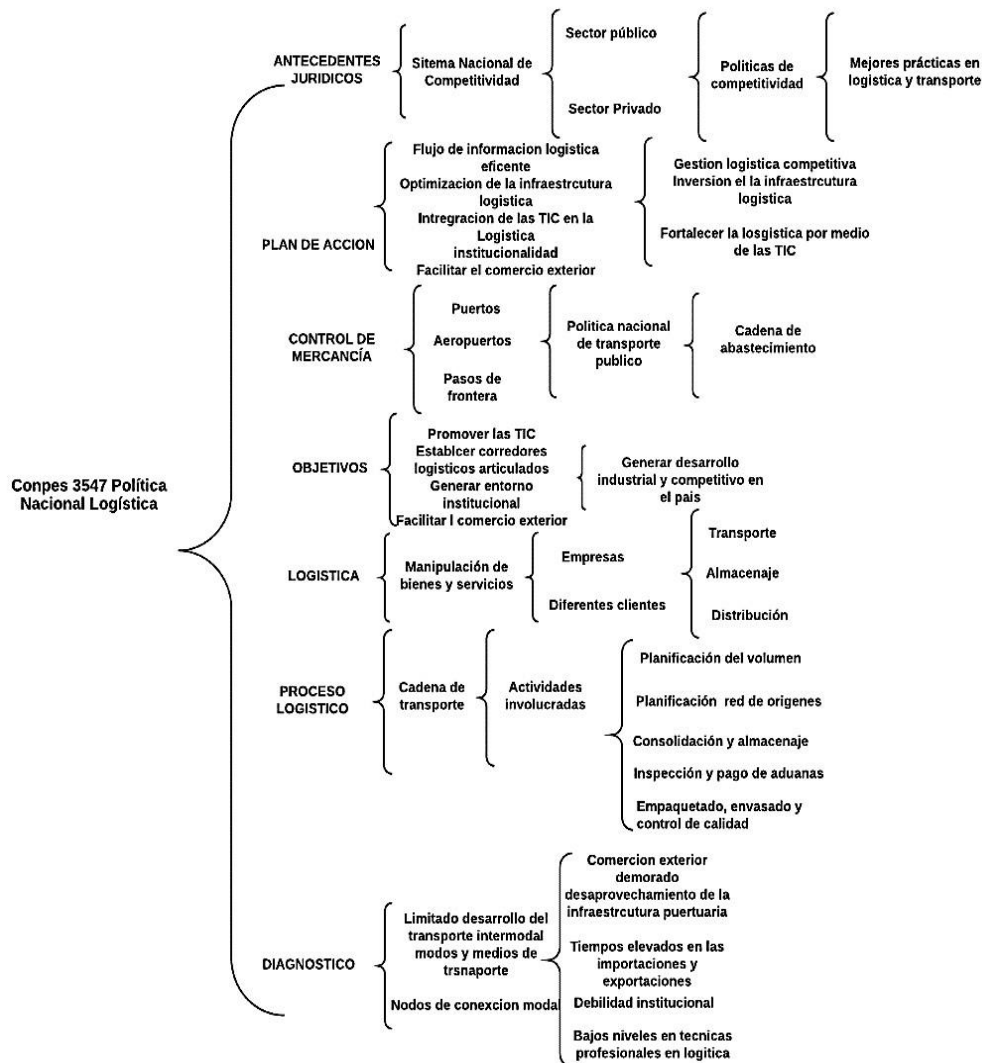 Conpes 3547 Política
Nacional Logística
ANTECEDENTES
JURIDICOS
Sitema Nacional de
Competitividad
Sector público
Sector Privado
Politicas de
competitividad
Mejores prácticas en
logistica y transporte
PLAN DE ACCION
Flujo de informacion logistica
eficente
Optimizacion de la infraestrcutura
logistica
Intregracion de las TIC en la
Logistica
institucionalidad
Facilitar el comercio exterior
Gestion logistica competitiva
Inversion el la infraestrcutura
logistica
Fortalecer la losgistica por medio
de las TIC
CONTROL DE
MERCANCÍA
Puertos
Aeropuertos
Pasos de
frontera
Politica nacional
de transporte
publico
Cadena de
abastecimiento
OBJETIVOS
Promover las TIC
Establcer corredores
logisticos articulados
Generar entorno
institucional
Facilitar l comercio exterior
Generar desarrollo
industrial y competitivo en
el pais
LOGISTICA
Manipulación de
bienes y servicios
Empresas
Diferentes clientes
Transporte
Almacenaje
Distribución
PROCESO
LOGISTICO
Cadena de
transporte
Actividades
involucradas
Planificación del volumen
Planificación red de origenes
Consolidación y almacenaje
Inspección y pago de aduanas
Empaquetado, envasado y
control de calidad
DIAGNOSTICO
Limitado desarrollo del
transporte intermodal
modos y medios de
trsnaporte
Nodos de conexcion modal
Comercion exterior
demorado
desaprovechamiento de la
infraestrcutura puertuaria
Tiempos elevados en las
importaciones y
exportaciones
Debilidad institucional
Bajos niveles en tecnicas
profesionales en logitica